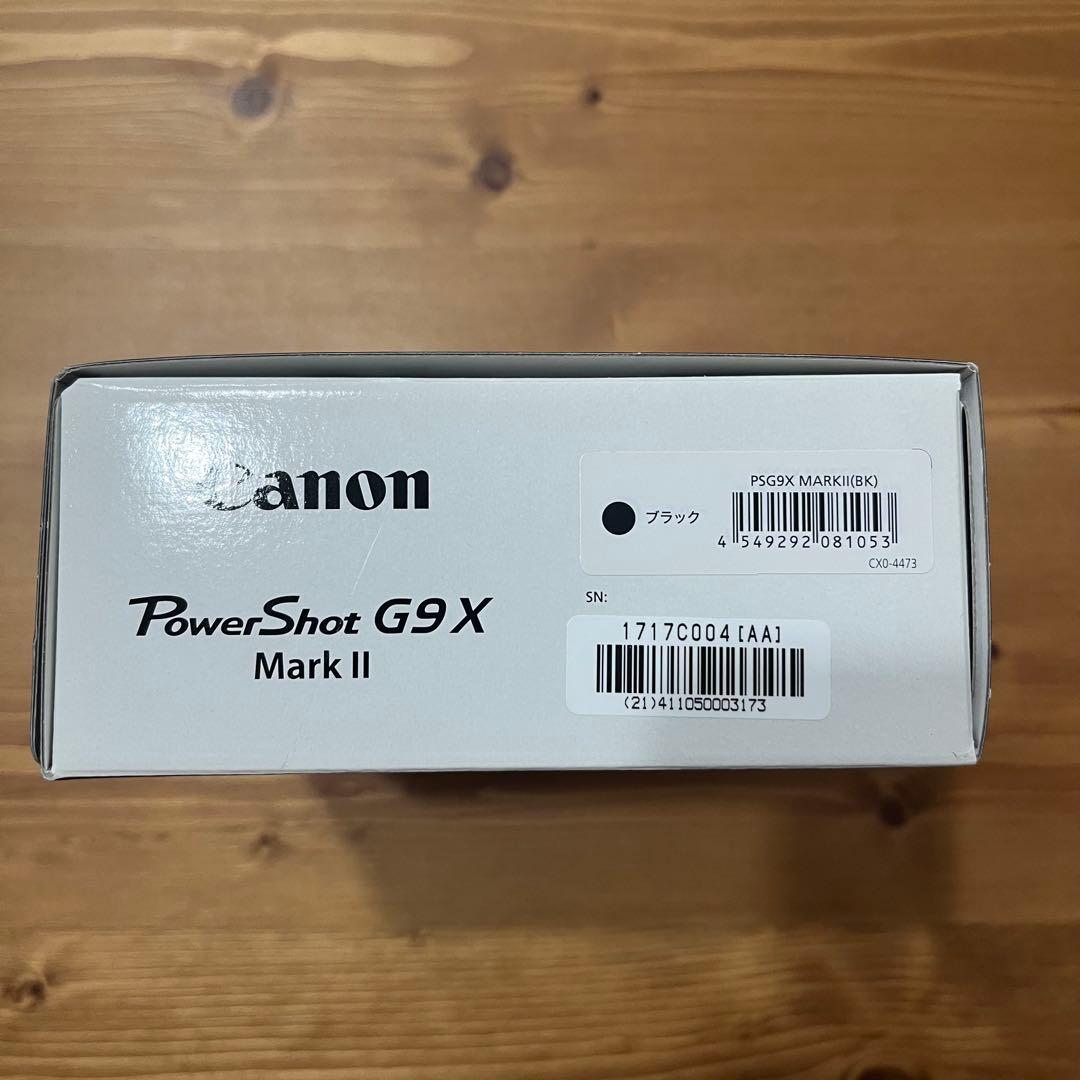 Canon
PowerShot G9 X
Mark II
PSG9X MARKII(BK)
ブラック
4 549292 081053
CX0-4473
SN:
1717C004[AA]
(21)411050003173